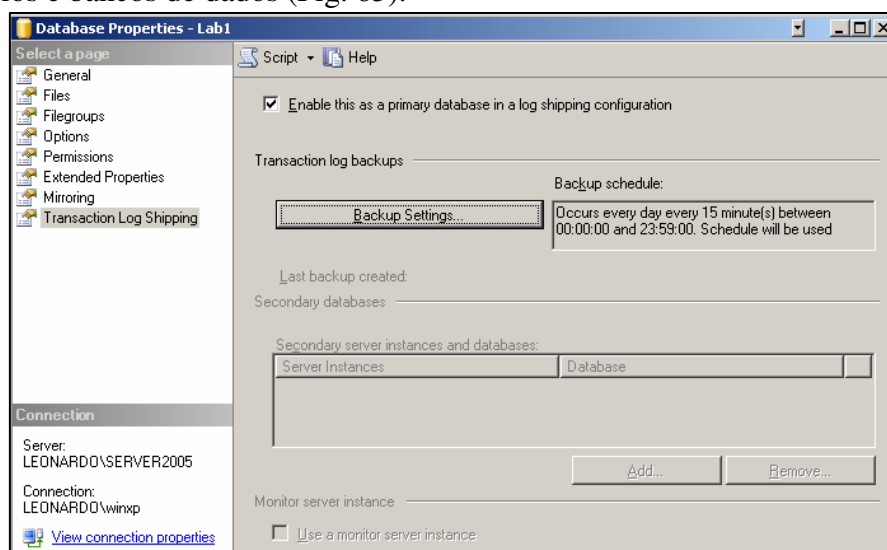 los e bancos de dados (Fig. 65).
Database Properties - Lab1
Select a page
General
Files
Filegroups
Options
Permissions
Extended Properties
Mirroring
Transaction Log Shipping
Connection
Server:
LEONARDO\SERVER2005
Connection:
LEONARDO\winxp
View connection properties
Script
Help
Enable this as a primary database in a log shipping configuration
Transaction log backups
Backup schedule:
Backup Settings...
Occurs every day every 15 minute(s) between
00:00:00 and 23:59:00. Schedule will be used
Last backup created:
Secondary databases
Secondary server instances and databases:
Server Instances
Database
Add...
Remove...
Monitor server instance
Use a monitor server instance